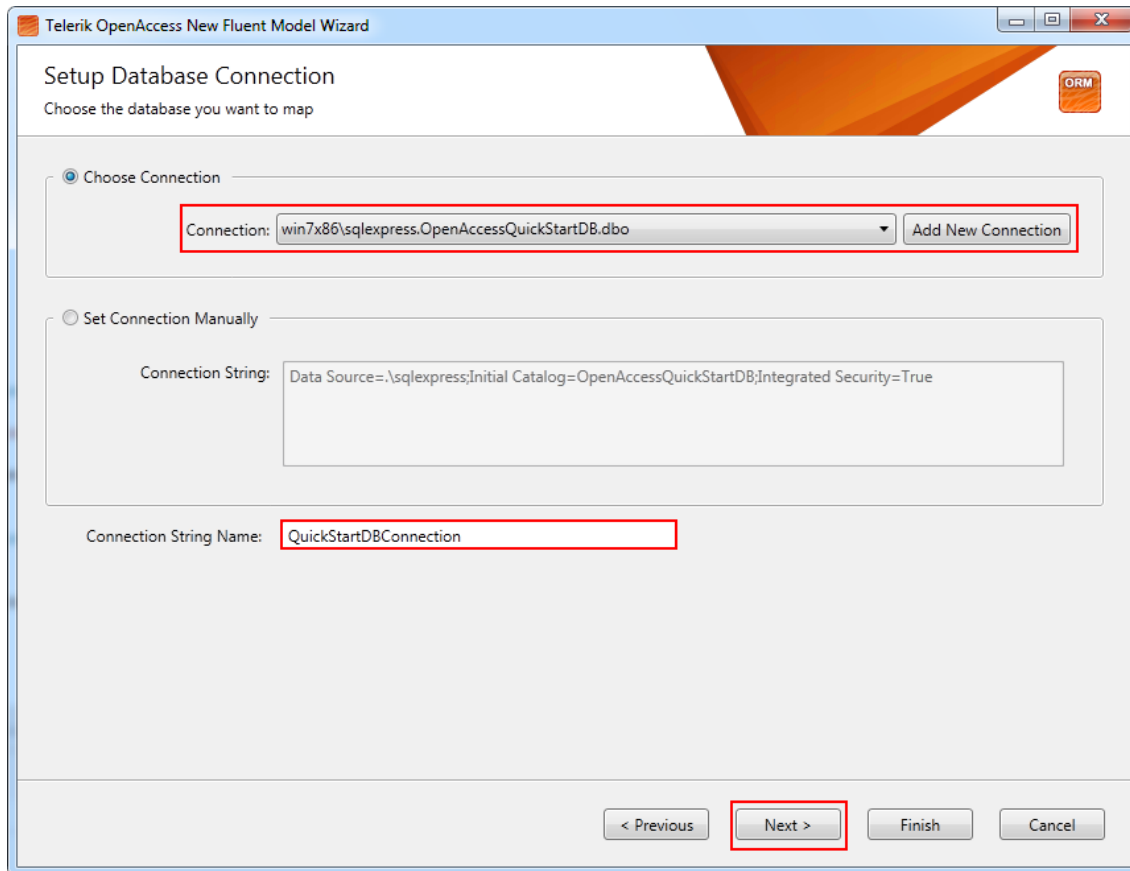 Telerik OpenAccess New Fluent Model Wizard
Setup Database Connection
Choose the database you want to map
ORM
Choose Connection
Connection: win7x86\sqlexpress.OpenAccessQuickStartDB.dbo Add New Connection
Set Connection Manually
Connection String: Data Source=.\sqlexpress;Initial Catalog=OpenAccessQuickStartDB;Integrated Security=True
Connection String Name: QuickStartDBConnection
< Previous Next > Finish Cancel